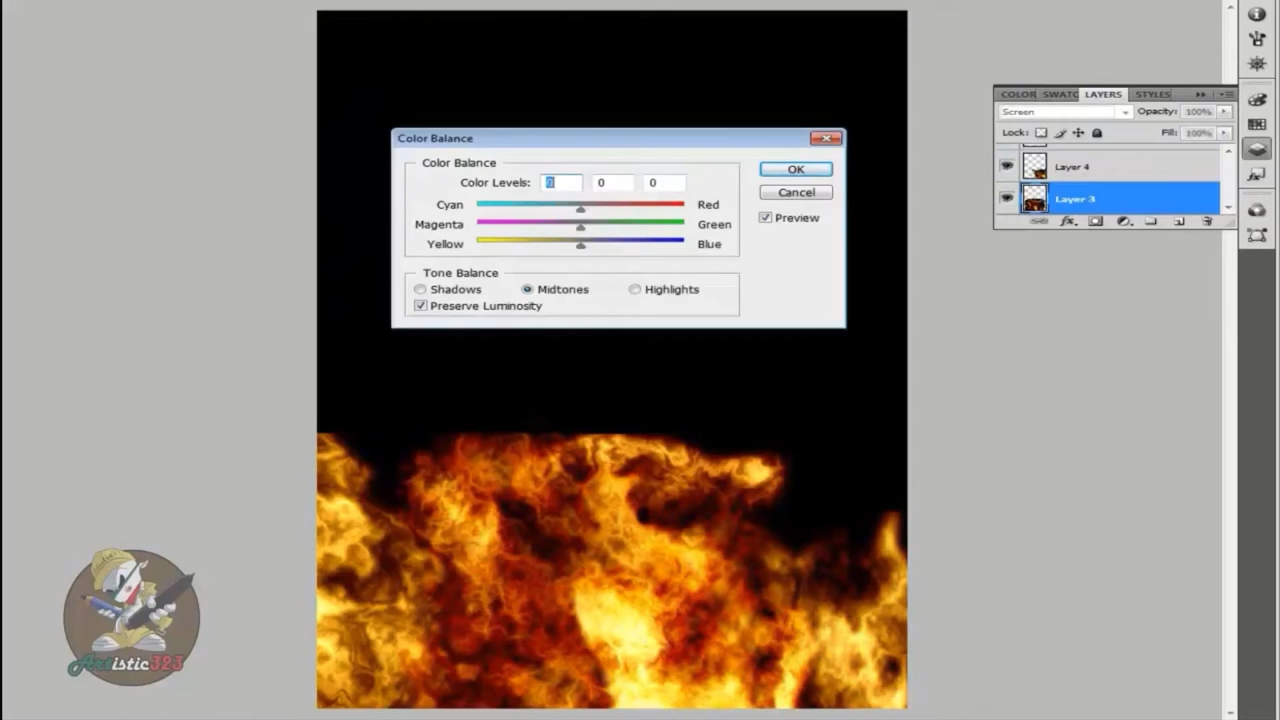 Color Balance
Color Balance
Color Levels: 0 0 0
Cyan Red
Magenta Green
Yellow Blue
Tone Balance
Shadows Midtones Highlights
Preserve Luminosity
OK
Cancel
Preview
COLOR SWATC LAYERS STYLES
Screen Opacity: 100%
Lock: Fill: 100%
Layer 4
Layer 3
Artistic323